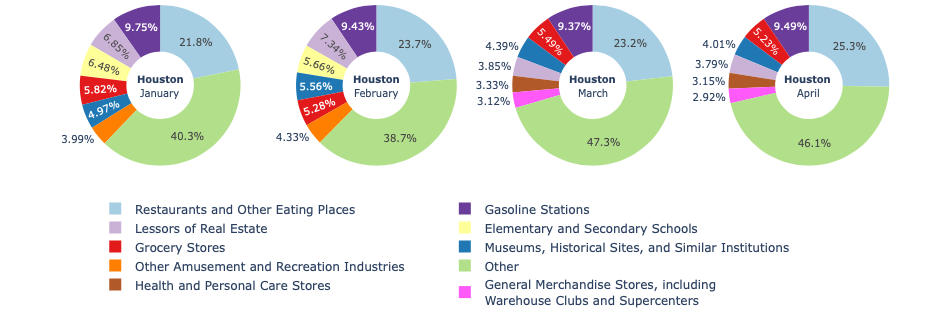 9.75%
21.8%
6.85%
6.48%
5.82%
4.97%
3.99%
40.3%
Houston
January
9.43%
23.7%
7.34%
5.66%
5.56%
5.28%
4.33%
38.7%
Houston
February
9.37%
23.2%
5.49%
4.39%
3.85%
3.33%
3.12%
47.3%
Houston
March
9.49%
25.3%
5.23%
4.01%
3.79%
3.15%
2.92%
46.1%
Houston
April
Restaurants and Other Eating Places
Lessors of Real Estate
Grocery Stores
Other Amusement and Recreation Industries
Health and Personal Care Stores
Gasoline Stations
Elementary and Secondary Schools
Museums, Historical Sites, and Similar Institutions
Other
General Merchandise Stores, including
Warehouse Clubs and Supercenters